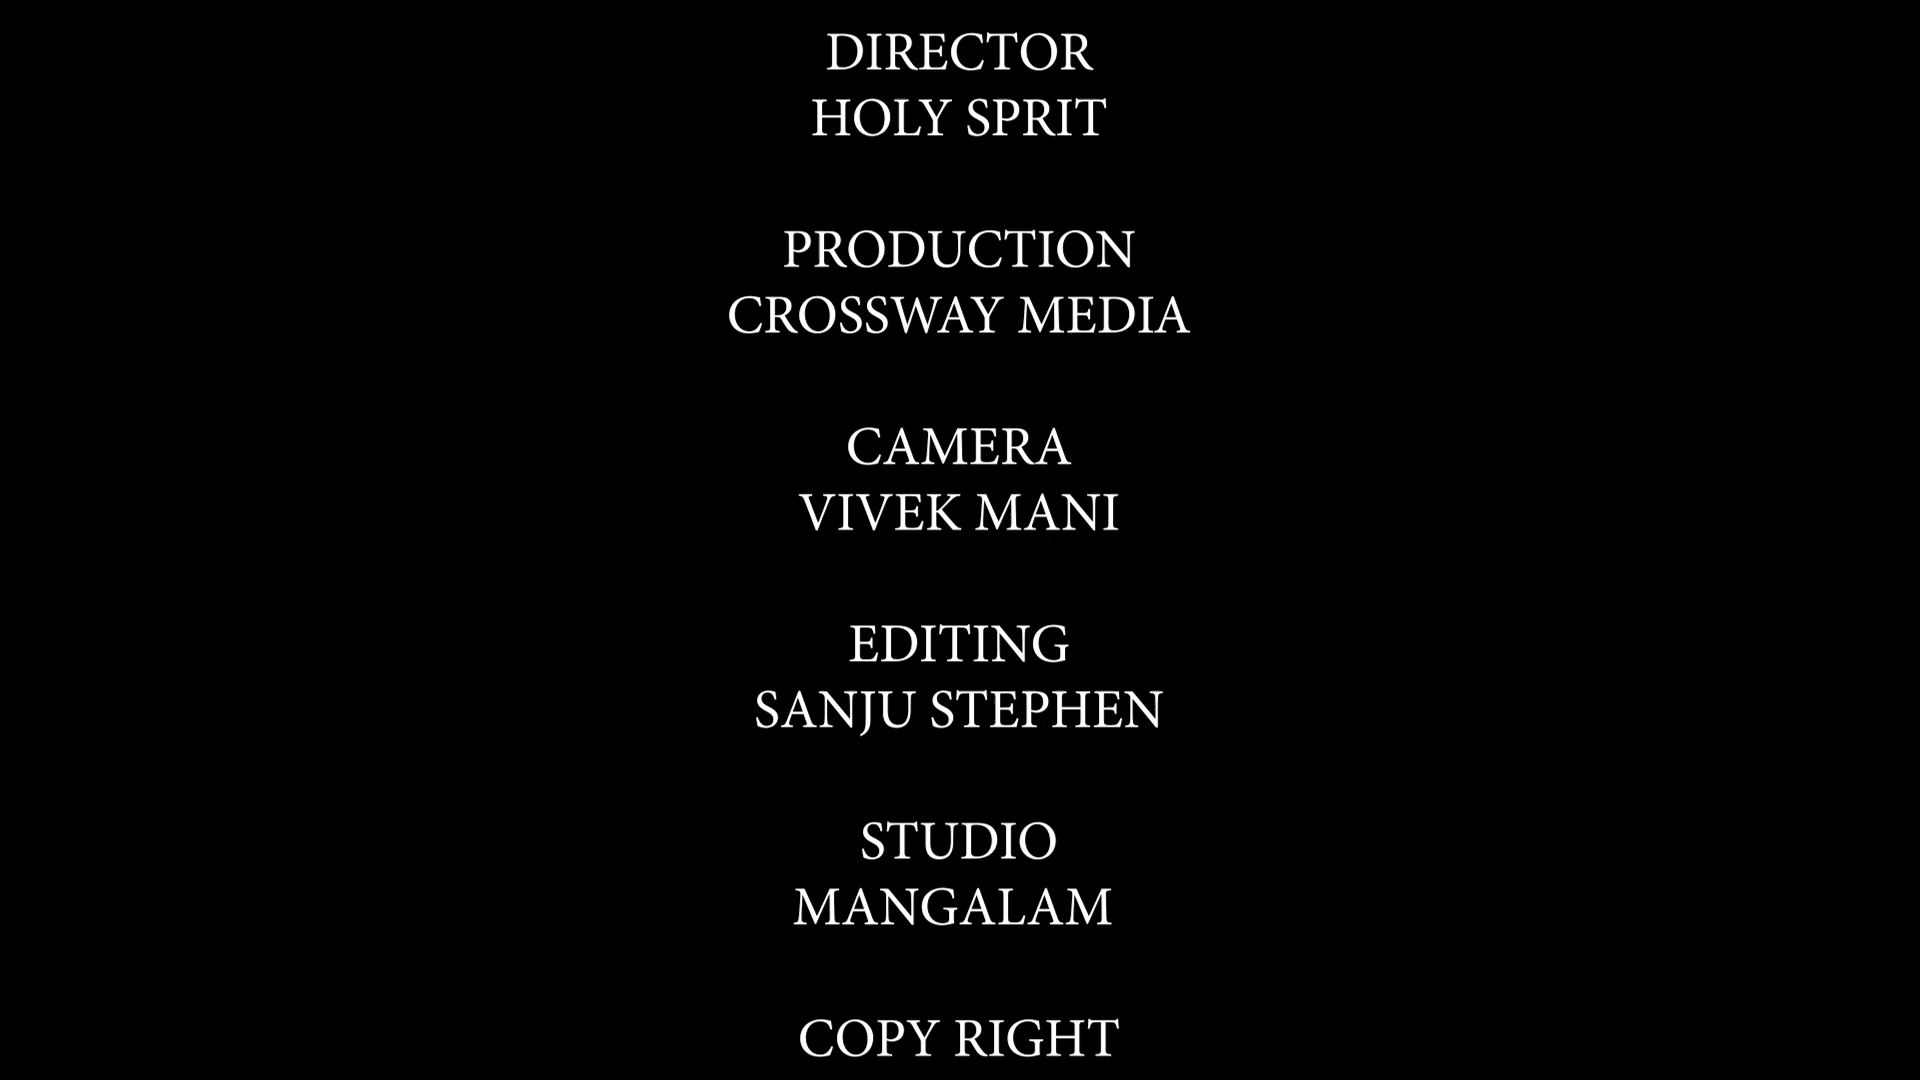 DIRECTOR
HOLY SPRIT
PRODUCTION
CROSSWAY MEDIA
CAMERA
VIVEK MANI
EDITING
SANJU STEPHEN
STUDIO
MANGALAM
COPY RIGHT